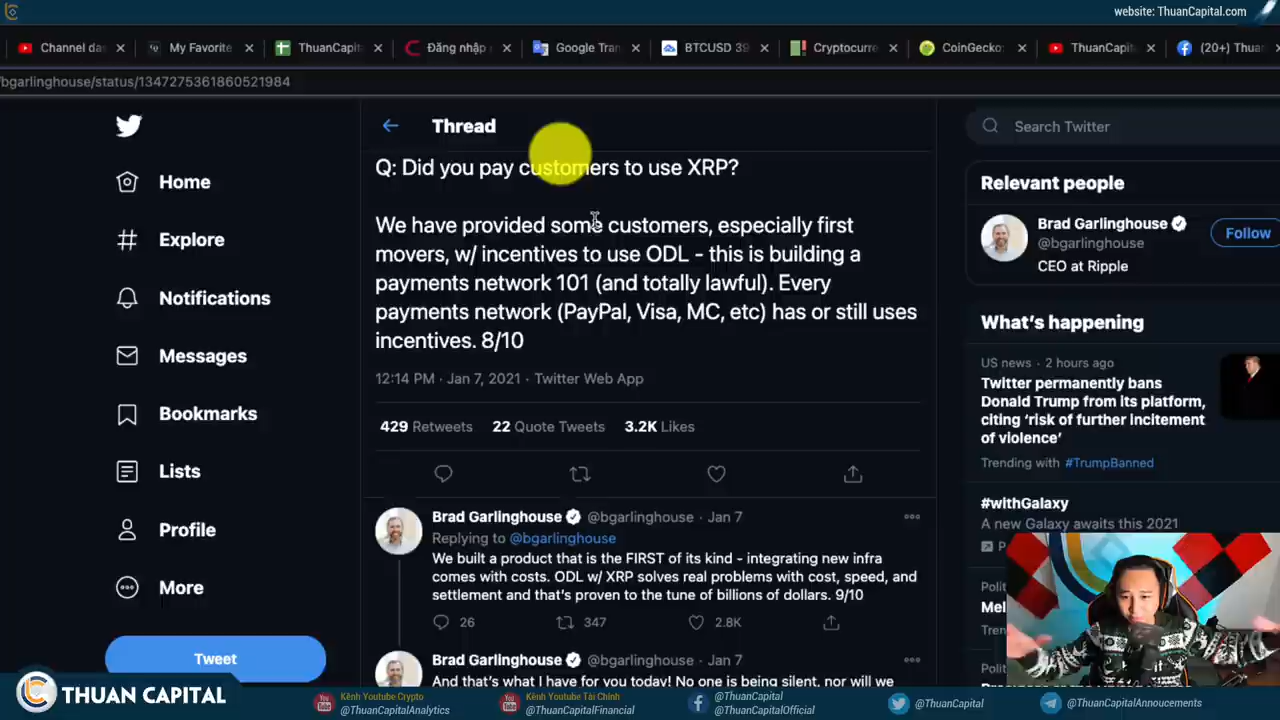 website: ThuanCapital.com
Channel da
My Favorite
ThuanCapit
Đăng nhập
Google Tran
BTCUSD 39
Cryptocurre
CoinGecko
ThuanCapit
(20+) Thua
/bgarlinghouse/status/1347275361860521984
Thread
Search Twitter
Home
Explore
Notifications
Messages
Bookmarks
Lists
Profile
More
Tweet
Q: Did you pay customers to use XRP?
We have provided some customers, especially first
movers, w/ incentives to use ODL - this is building a
payments network 101 (and totally lawful). Every
payments network (PayPal, Visa, MC, etc) has or still uses
incentives. 8/10
12:14 PM · Jan 7, 2021 · Twitter Web App
429 Retweets 22 Quote Tweets 3.2K Likes
Brad Garlinghouse @bgarlinghouse · Jan 7
Replying to @bgarlinghouse
We built a product that is the FIRST of its kind - integrating new infra
comes with costs. ODL w/ XRP solves real problems with cost, speed, and
settlement and that's proven to the tune of billions of dollars. 9/10
26 347 2.8K
Brad Garlinghouse @bgarlinghouse · Jan 7
And that's what I have for you today! No one is being silent, nor will we
Relevant people
Brad Garlinghouse
@bgarlinghouse
Follow
CEO at Ripple
What's happening
US news · 2 hours ago
Twitter permanently bans
Donald Trump from its platform,
citing 'risk of further incitement
of violence'
Trending with #TrumpBanned
#withGalaxy
A new Galaxy awaits this 2021
P
Polit
Mel
Tren
Polit
THUAN CAPITAL
Kênh Youtube Crypto
@ThuanCapitalAnalytics
Kênh Youtube Tài Chính
@ThuanCapitalFinancial
@ThuanCapital
@ThuanCapitalOfficial
@ThuanCapital
@ThuanCapitalAnnoucements